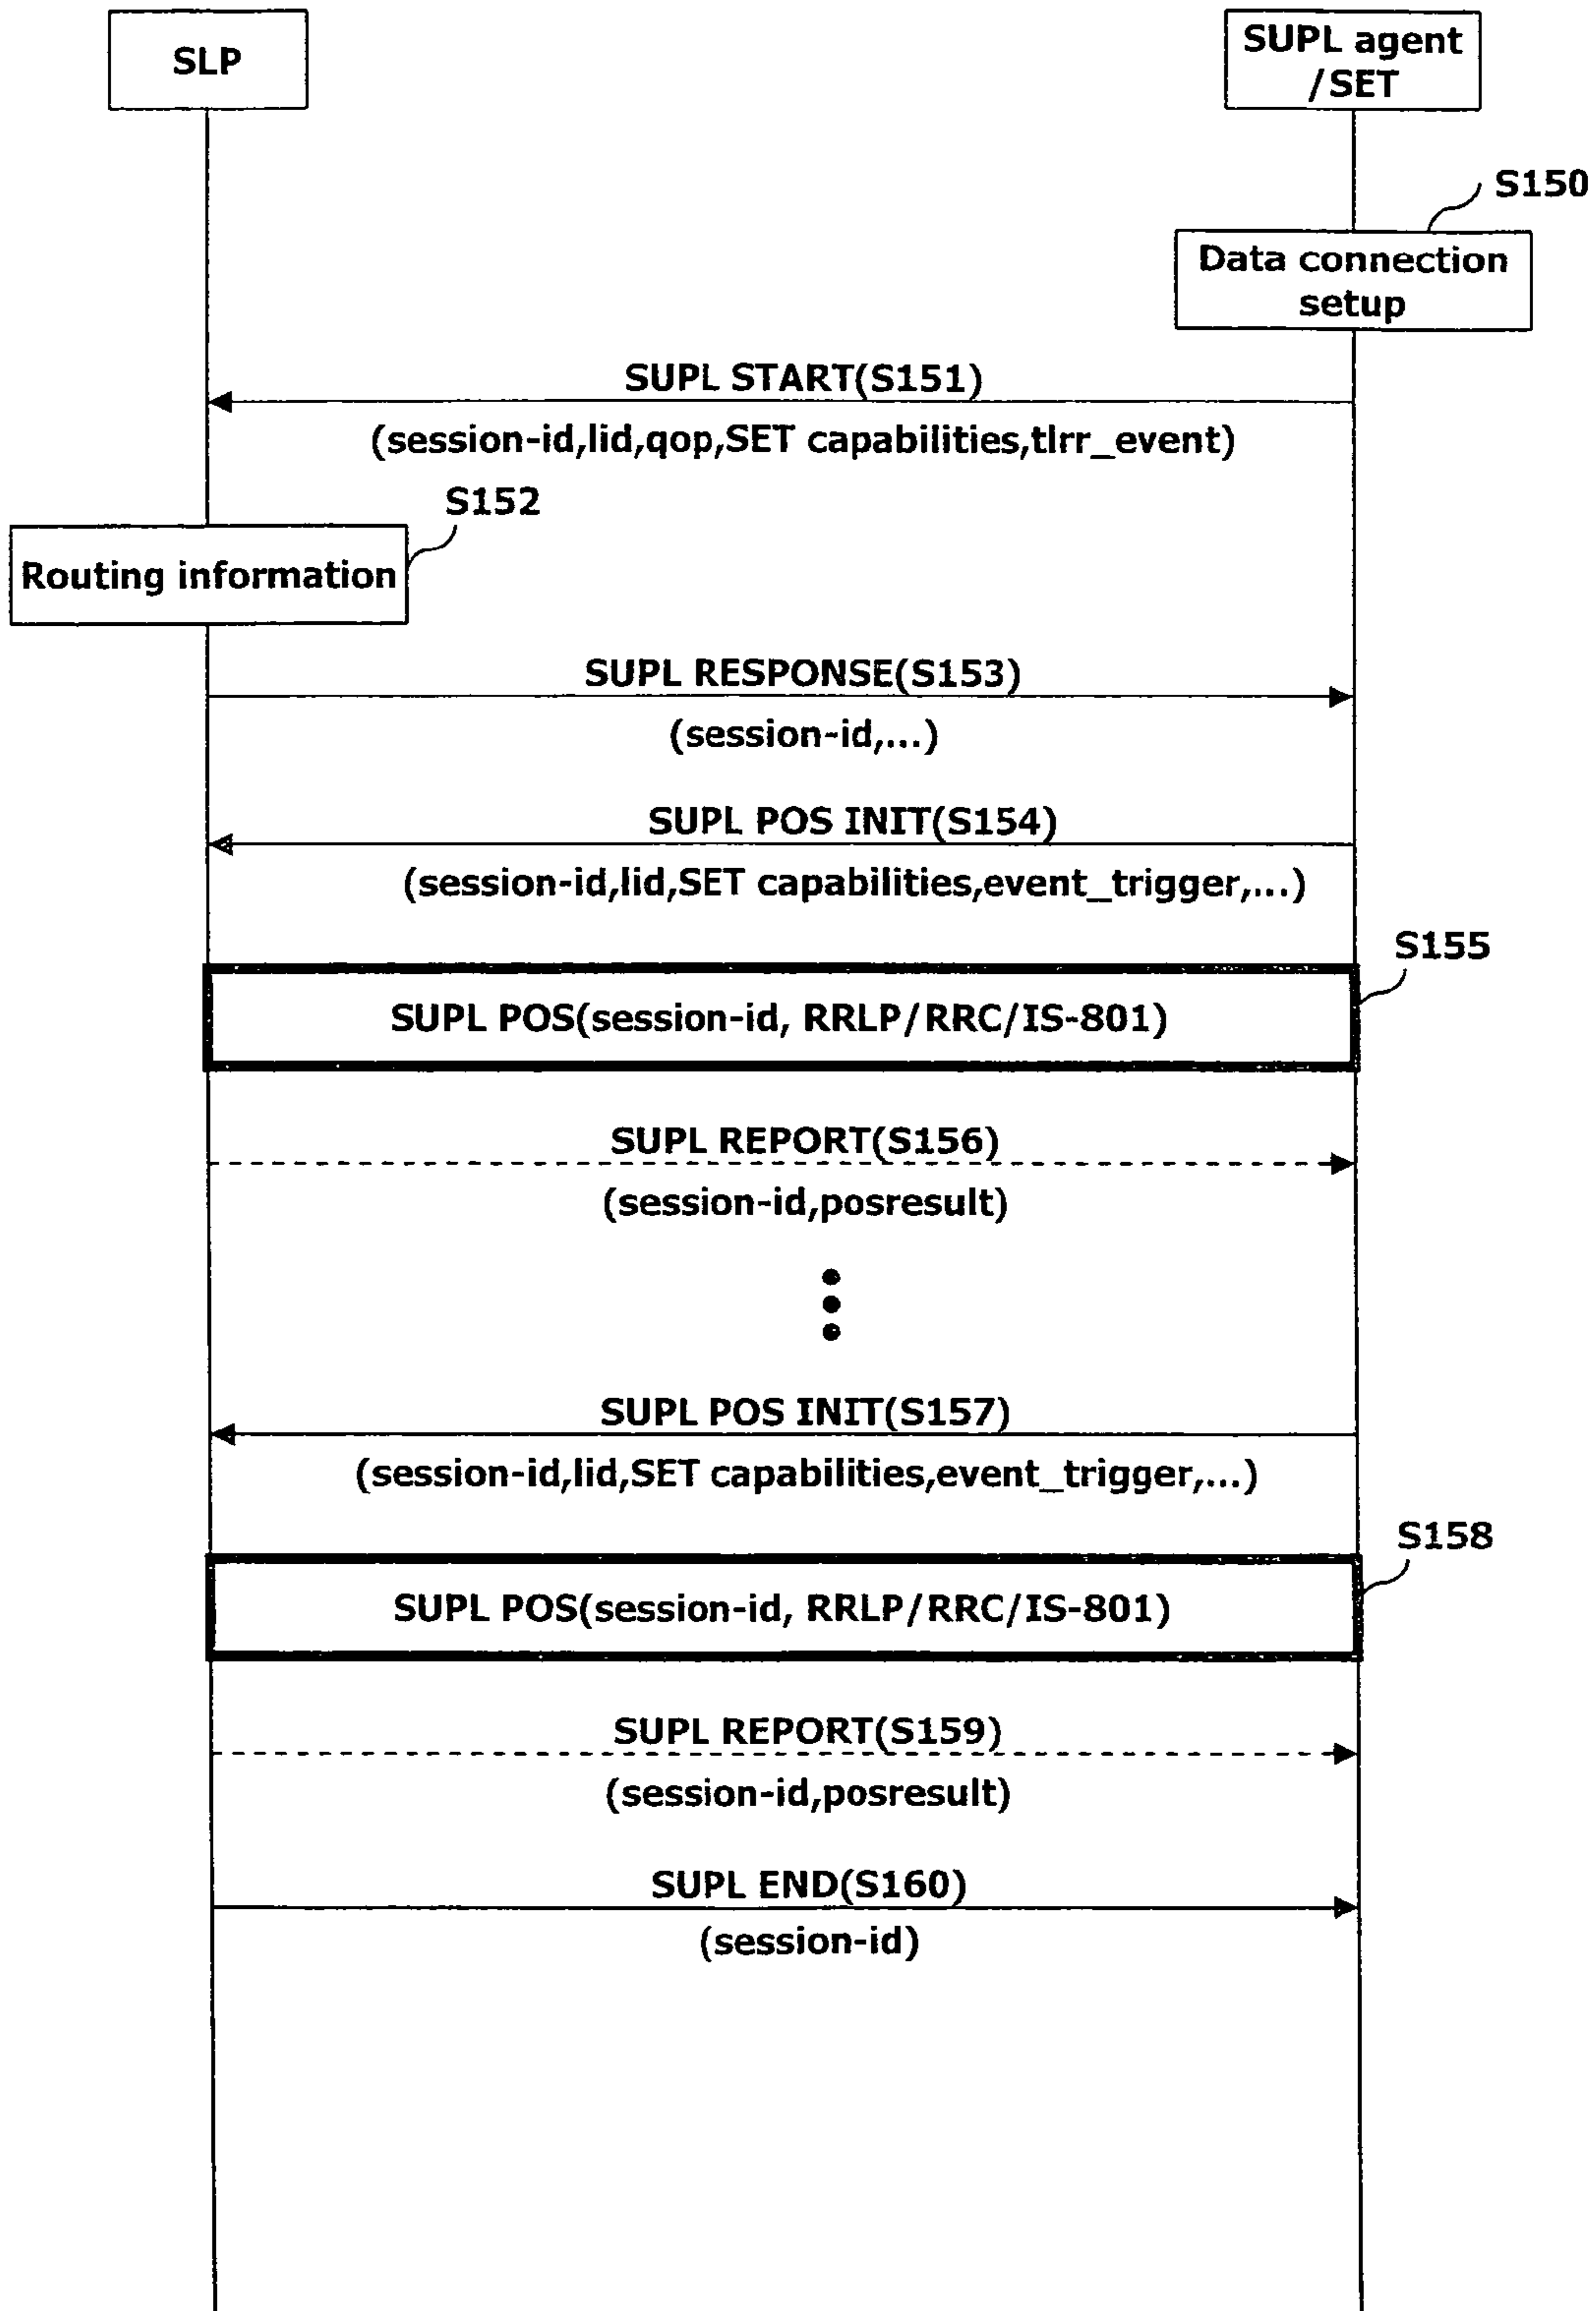 SLP
SUPL agent
/SET
S150
Data connection
setup
SUPL START(S151)
(session-id,lid,qop,SET capabilities,tlrr_event)
S152
Routing information
SUPL RESPONSE(S153)
(session-id,...)
SUPL POS INIT(S154)
(session-id,lid,SET capabilities,event_trigger,...)
S155
SUPL POS(session-id, RRLP/RRC/IS-801)
SUPL REPORT(S156)
(session-id,posresult)
SUPL POS INIT(S157)
(session-id,lid,SET capabilities,event_trigger,...)
S158
SUPL POS(session-id, RRLP/RRC/IS-801)
SUPL REPORT(S159)
(session-id,posresult)
SUPL END(S160)
(session-id)